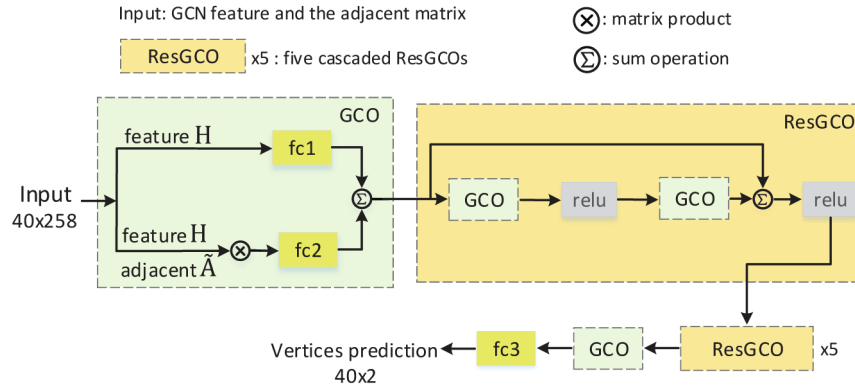 Input: GCN feature and the adjacent matrix
: matrix product
ResGCO x5 : five cascaded ResGCOs
Σ : sum operation
GCO
ResGCO
feature H
fc1
Input
40x258
Σ
GCO
relu
GCO
Σ
relu
feature H
adjacent Ã
fc2
Vertices prediction
40x2
fc3
GCO
ResGCO
x5